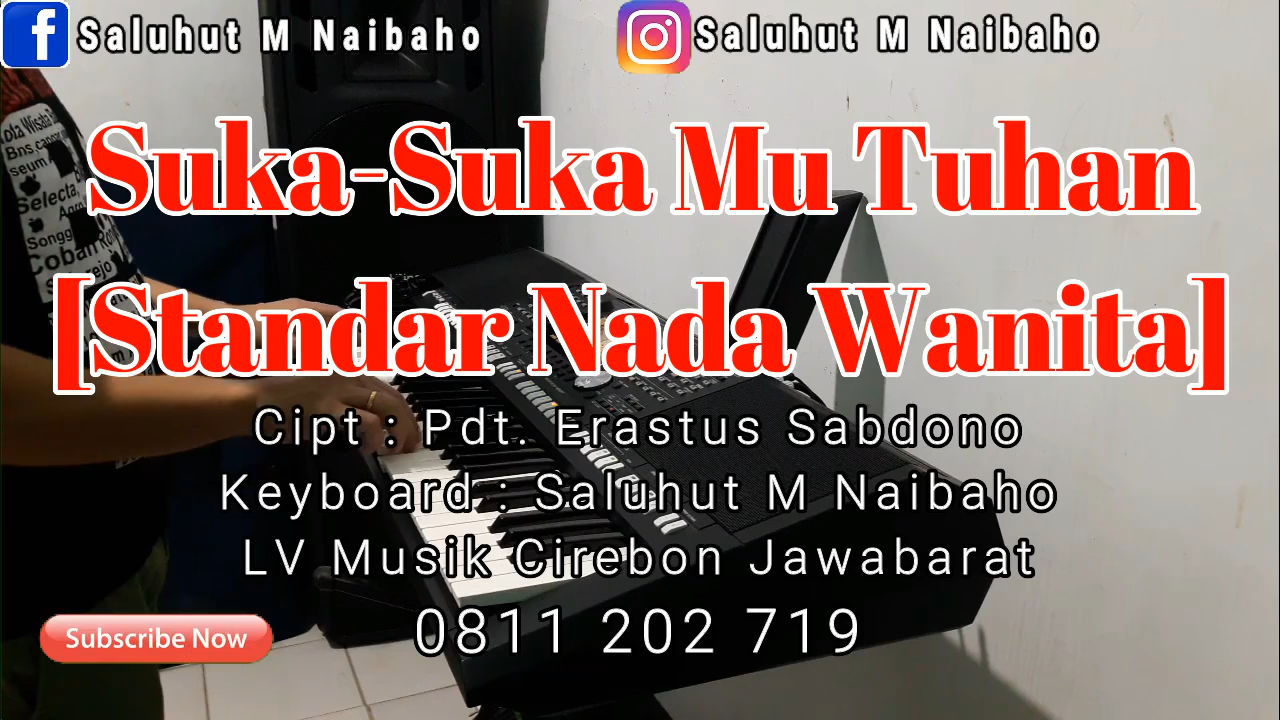 Saluhut M Naibaho
Saluhut M Naibaho
Suka-Suka Mu Tuhan
[Standar Nada Wanita]
Cipt : Pdt. Erastus Sabdono
Keyboard : Saluhut M Naibaho
LV Musik Cirebon Jawabarat
0811 202 719
Subscribe Now
Selecta,